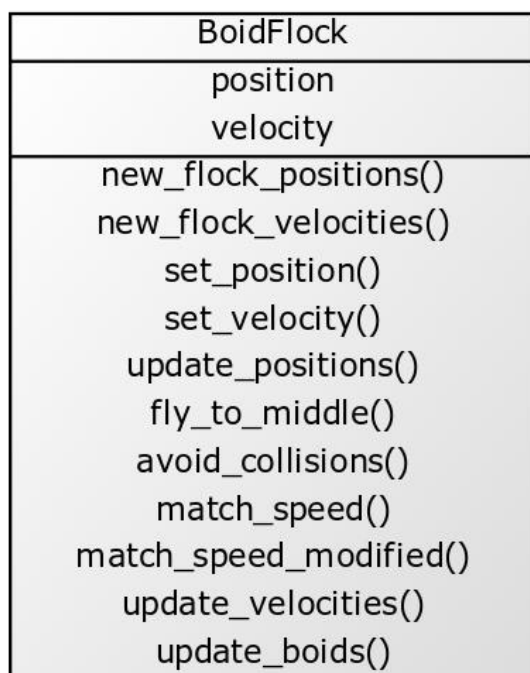 BoidFlock
position
velocity
new_flock_positions()
new_flock_velocities()
set_position()
set_velocity()
update_positions()
fly_to_middle()
avoid_collisions()
match_speed()
match_speed_modified()
update_velocities()
update_boids()